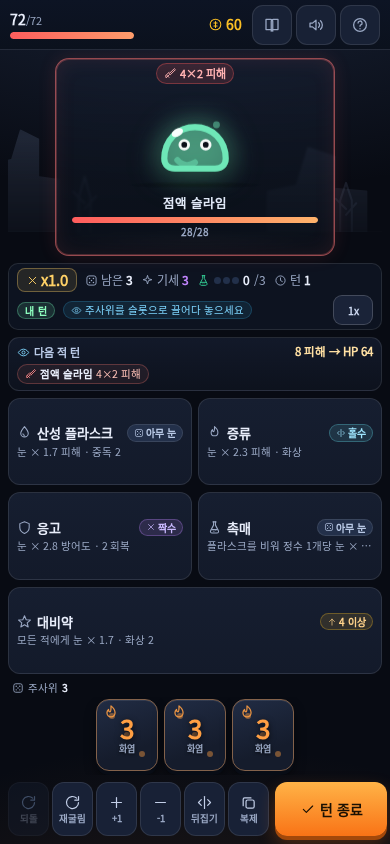 72/72
60
4×2 피해
점액 슬라임
28/28
x1.0 남은 3 기세 3 0 /3 턴 1
내 턴 주사위를 슬롯으로 끌어다 놓으세요 1x
다음 적 턴 8 피해 → HP 64
점액 슬라임 4×2 피해
산성 플라스크 아무 눈
눈 × 1.7 피해 · 중독 2
증류 홀수
눈 × 2.3 피해 · 화상
응고 짝수
눈 × 2.8 방어도 · 2 회복
촉매 아무 눈
플라스크를 비워 정수 1개당 눈 × ⋯
대비약 4 이상
모든 적에게 눈 × 1.7 · 화상 2
주사위 3
3 3 3
화염 화염 화염
되돌 재굴림 +1 -1 뒤집기 복제 턴 종료